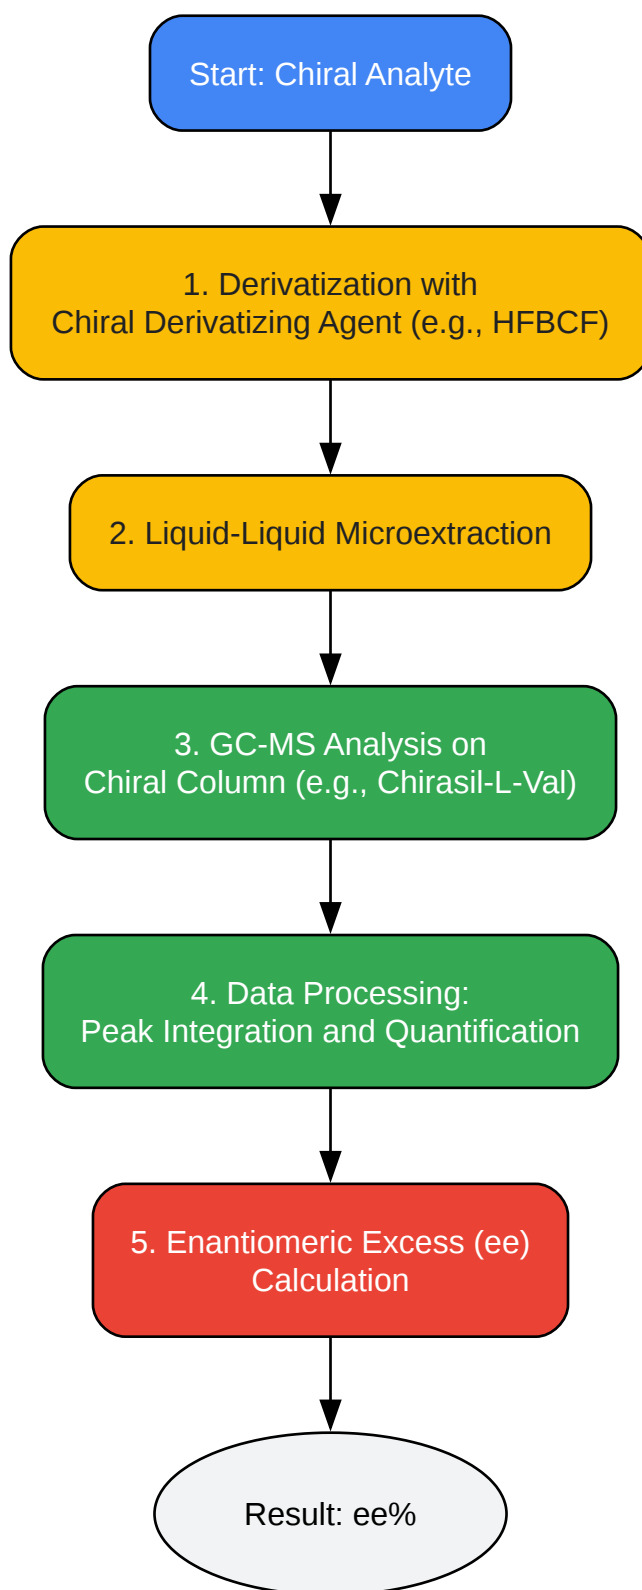 Start: Chiral Analyte
1. Derivatization with
Chiral Derivatizing Agent (e.g., HFBCF)
2. Liquid-Liquid Microextraction
3. GC-MS Analysis on
Chiral Column (e.g., Chirasil-L-Val)
4. Data Processing:
Peak Integration and Quantification
5. Enantiomeric Excess (ee)
Calculation
Result: ee%